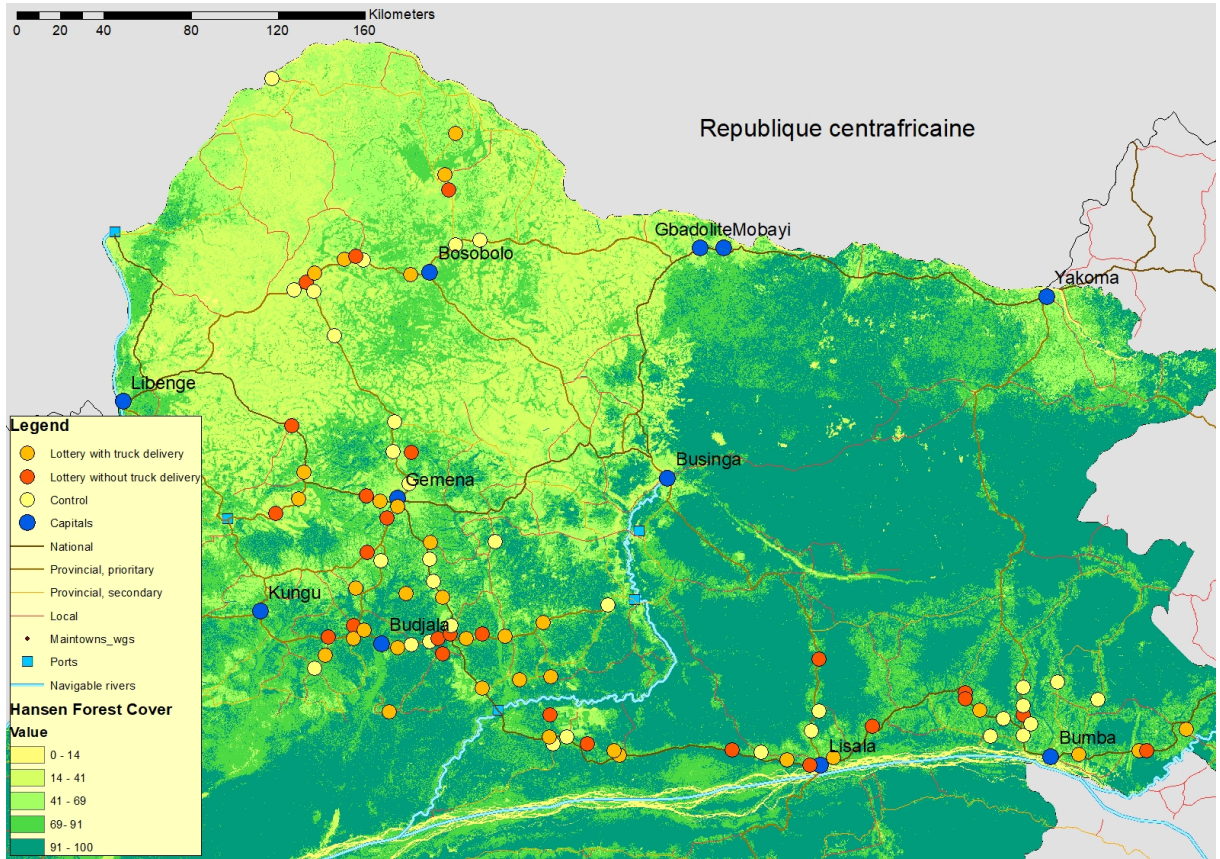 Kilometers
0 20 40 80 120 160
Republique centrafricaine
GbadoliteMobayi
Bosobolo
Yakoma
Libenge
Legend
Lottery with truck delivery
Lottery without truck delivery
Control
Capitals
National
Provincial, prioritary
Provincial, secondary
Local
Maintowns_wgs
Ports
Navigable rivers
Hansen Forest Cover
Value
0 - 14
14 - 41
41 - 69
69 - 91
91 - 100
Businga
Gemena
Kungu
Budjala
Lisala
Bumba